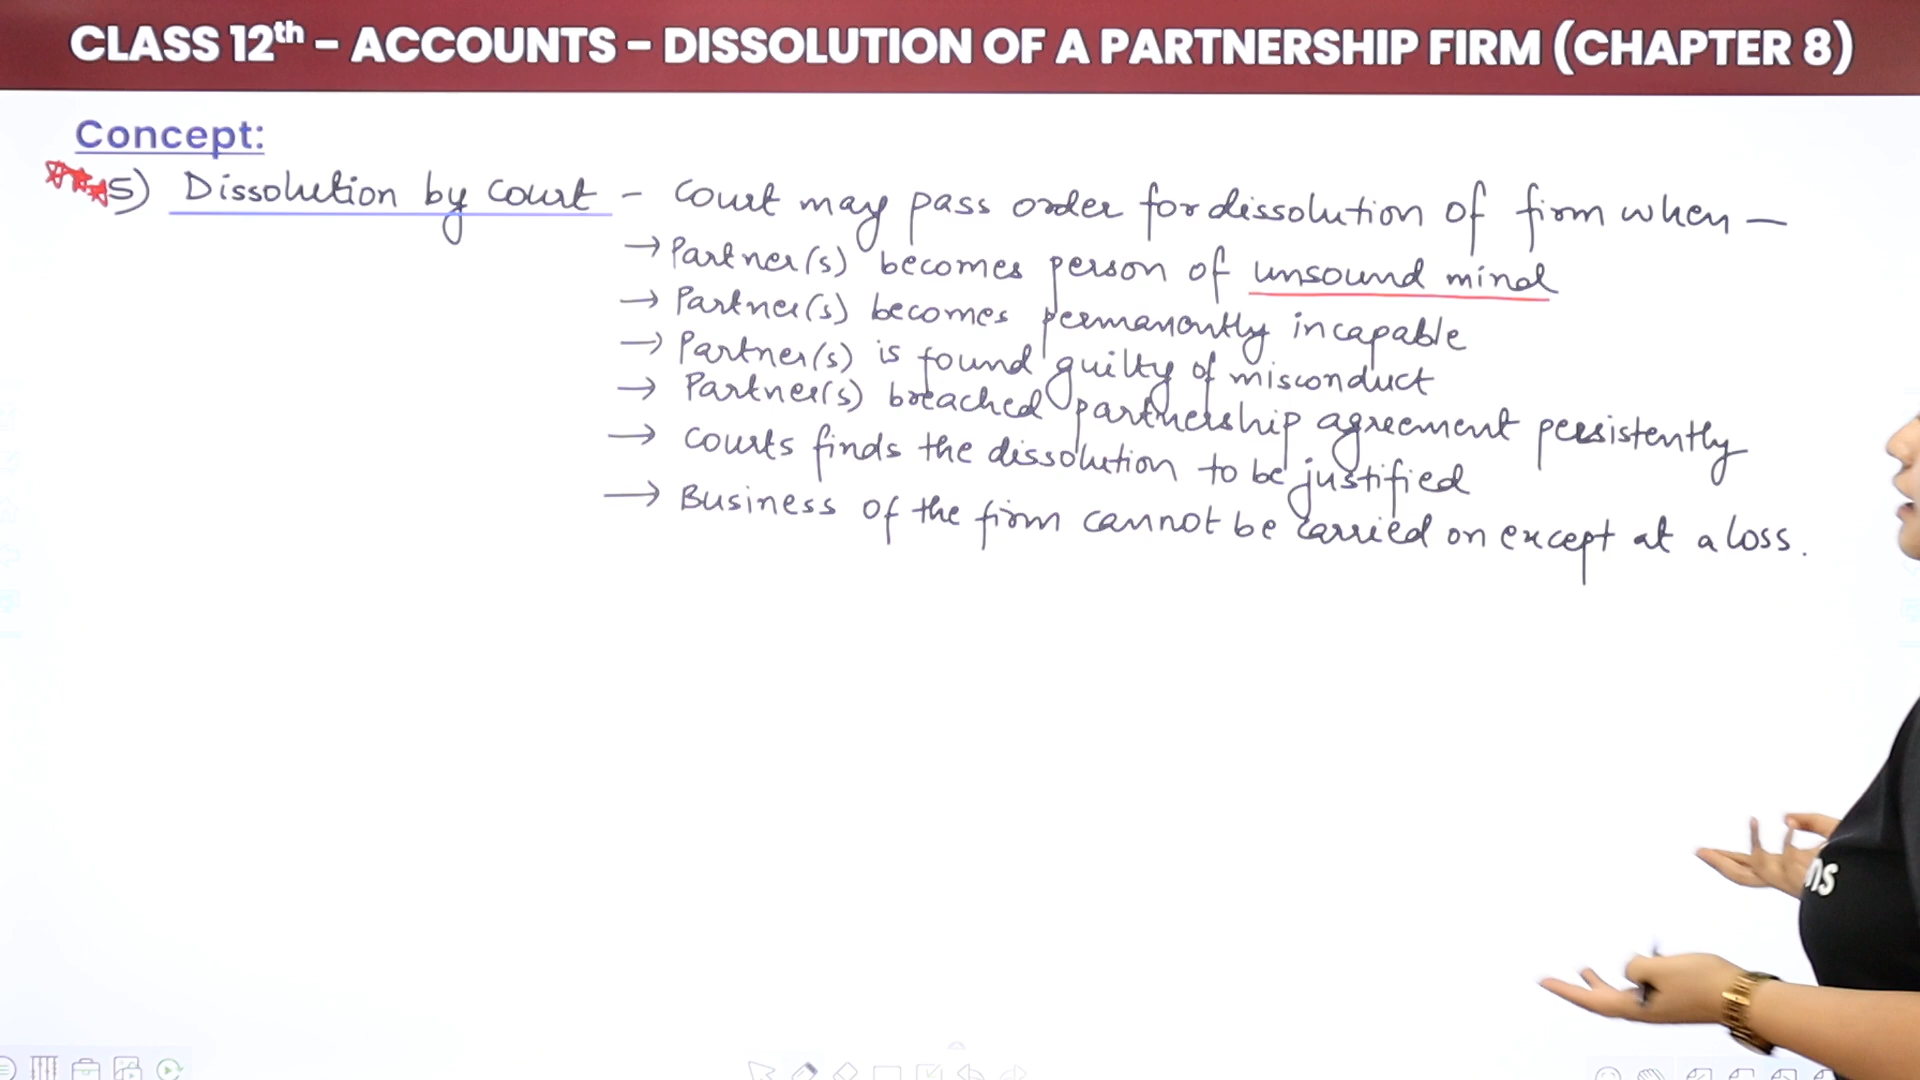 CLASS 12th – ACCOUNTS – DISSOLUTION OF A PARTNERSHIP FIRM (CHAPTER 8)
Concept:
5) Dissolution by court – court may pass order for dissolution of firm when –
→ Partner(s) becomes person of unsound mind
→ Partner(s) becomes permanently incapable
→ Partner(s) is found guilty of misconduct
→ Partner(s) breached partnership agreement persistently
→ courts finds the dissolution to be justified
→ Business of the firm cannot be carried on except at a loss.
ns